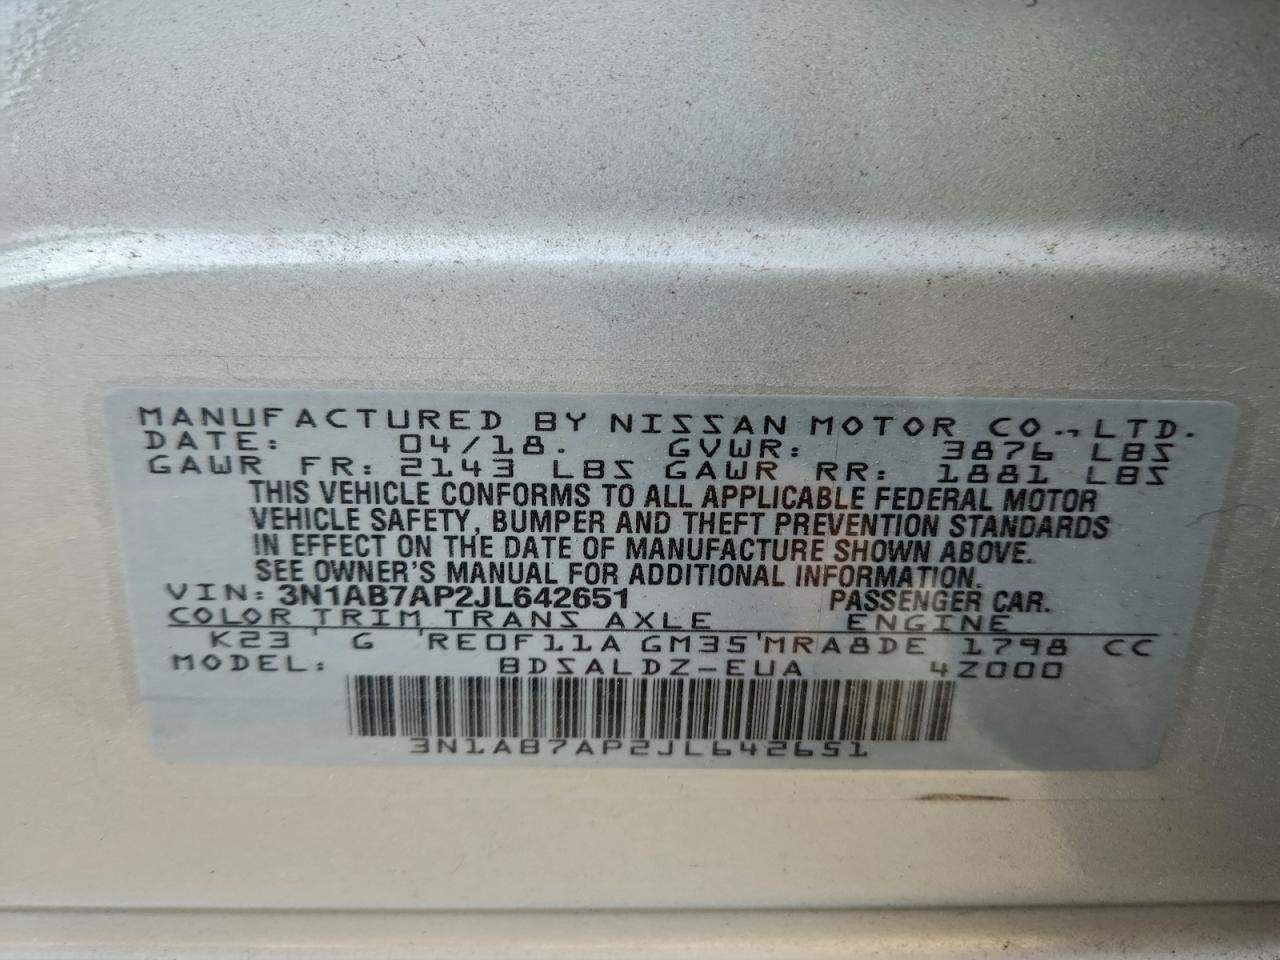 MANUFACTURED BY NISSAN MOTOR CO., LTD.
DATE: 04/18. GVWR: 3876 LBS
GAWR FR: 2143 LBS GAWR RR: 1881 LBS
THIS VEHICLE CONFORMS TO ALL APPLICABLE FEDERAL MOTOR
VEHICLE SAFETY, BUMPER AND THEFT PREVENTION STANDARDS
IN EFFECT ON THE DATE OF MANUFACTURE SHOWN ABOVE.
SEE OWNER'S MANUAL FOR ADDITIONAL INFORMATION.
VIN: 3N1AB7AP2JL642651 PASSENGER CAR.
COLOR TRIM TRANS AXLE ENGINE
K23 ' G 'RE0F11A GM35'MRA8DE 1798 CC
MODEL: BDSALDZ-EUA 4Z000
3N1AB7AP2JL642651